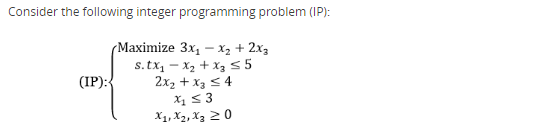 Consider the following integer programming problem (IP):
Maximize 3x₁ − x₂ + 2x₃
s.tx₁ − x₂ + x₃ ≤ 5
(IP): 2x₂ + x₃ ≤ 4
x₁ ≤ 3
x₁, x₂, x₃ ≥ 0